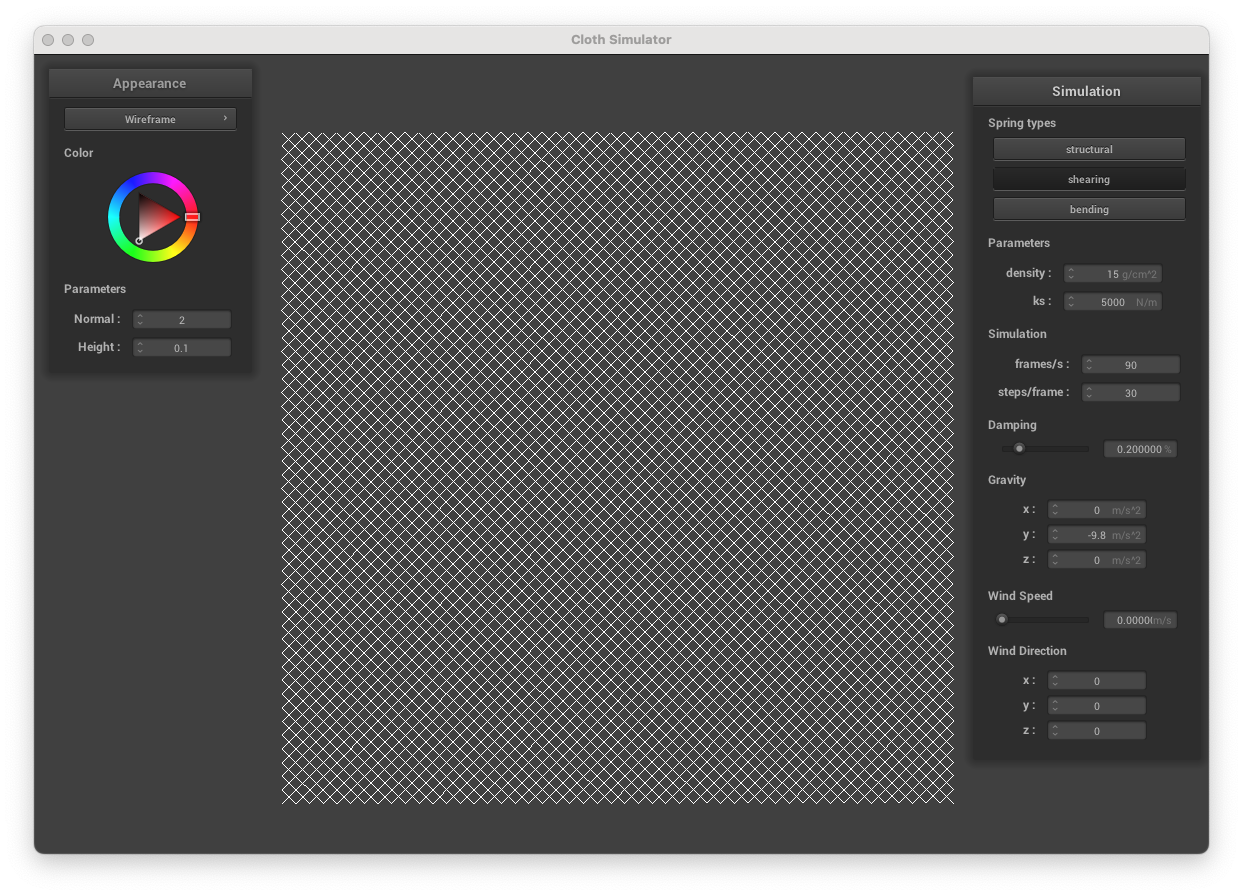 Cloth Simulator
Appearance
Wireframe
Color
Parameters
Normal : 2
Height : 0.1
Simulation
Spring types
structural
shearing
bending
Parameters
density : 15 g/cm^2
ks : 5000 N/m
Simulation
frames/s : 90
steps/frame : 30
Damping
0.200000 %
Gravity
x : 0 m/s^2
y : -9.8 m/s^2
z : 0 m/s^2
Wind Speed
0.0000 m/s
Wind Direction
x : 0
y : 0
z : 0